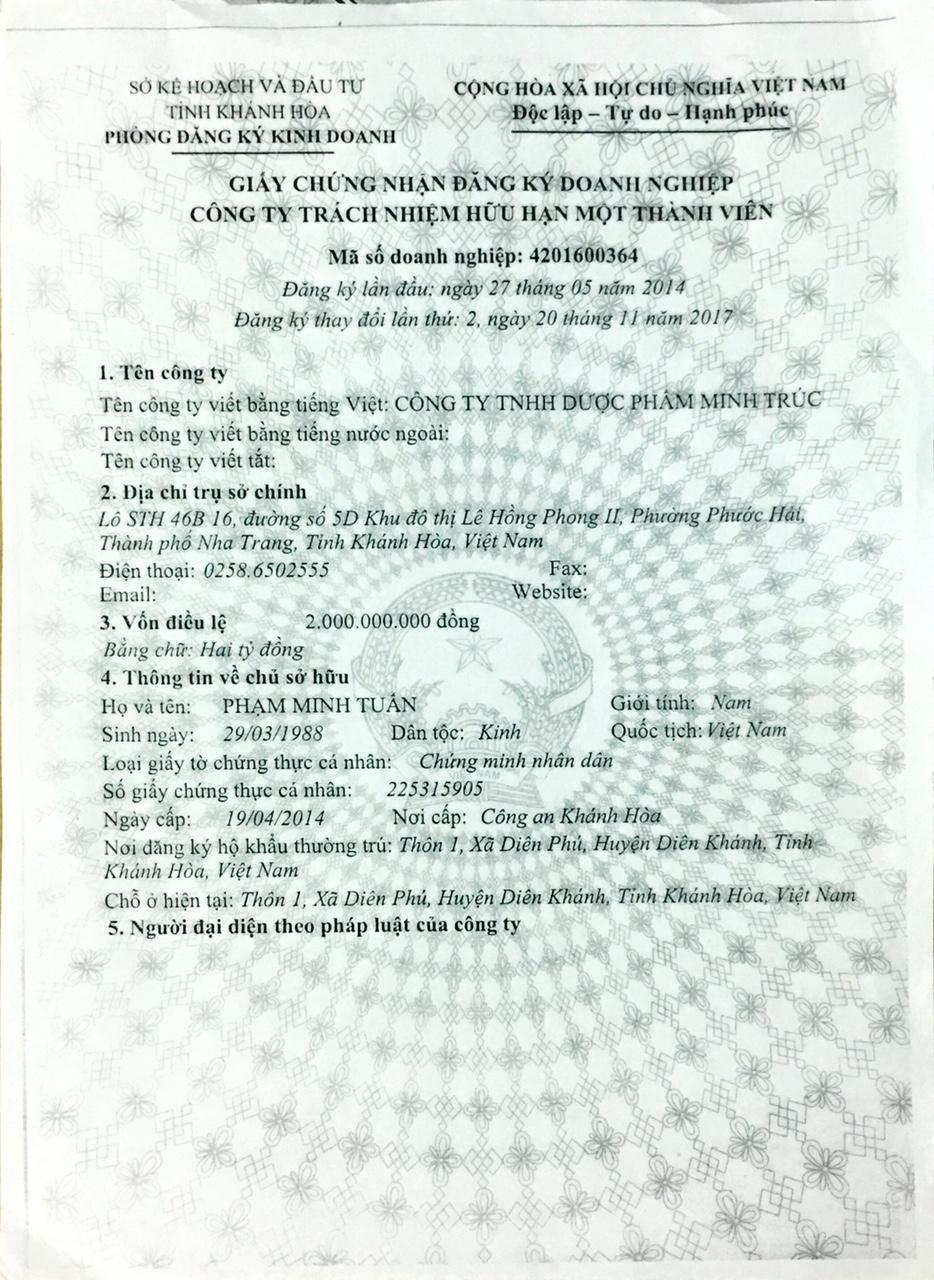 SỞ KẾ HOẠCH VÀ ĐẦU TƯ
TỈNH KHÁNH HÒA
PHÒNG ĐĂNG KÝ KINH DOANH
CỘNG HÒA XÃ HỘI CHỦ NGHĨA VIỆT NAM
Độc lập – Tự do – Hạnh phúc
GIẤY CHỨNG NHẬN ĐĂNG KÝ DOANH NGHIỆP
CÔNG TY TRÁCH NHIỆM HỮU HẠN MỘT THÀNH VIÊN
Mã số doanh nghiệp: 4201600364
Đăng ký lần đầu: ngày 27 tháng 05 năm 2014
Đăng ký thay đổi lần thứ: 2, ngày 20 tháng 11 năm 2017
1. Tên công ty
Tên công ty viết bằng tiếng Việt: CÔNG TY TNHH DƯỢC PHẨM MINH TRÚC
Tên công ty viết bằng tiếng nước ngoài:
Tên công ty viết tắt:
2. Địa chỉ trụ sở chính
Lô STH 46B 16, đường số 5D Khu đô thị Lê Hồng Phong II, Phường Phước Hải,
Thành phố Nha Trang, Tỉnh Khánh Hòa, Việt Nam
Điện thoại: 0258.6502555 Fax:
Email: Website:
3. Vốn điều lệ 2.000.000.000 đồng
Bằng chữ: Hai tỷ đồng
4. Thông tin về chủ sở hữu
Họ và tên: PHẠM MINH TUẤN Giới tính: Nam
Sinh ngày: 29/03/1988 Dân tộc: Kinh Quốc tịch: Việt Nam
Loại giấy tờ chứng thực cá nhân: Chứng minh nhân dân
Số giấy chứng thực cá nhân: 225315905
Ngày cấp: 19/04/2014 Nơi cấp: Công an Khánh Hòa
Nơi đăng ký hộ khẩu thường trú: Thôn 1, Xã Diên Phú, Huyện Diên Khánh, Tỉnh
Khánh Hòa, Việt Nam
Chỗ ở hiện tại: Thôn 1, Xã Diên Phú, Huyện Diên Khánh, Tỉnh Khánh Hòa, Việt Nam
5. Người đại diện theo pháp luật của công ty